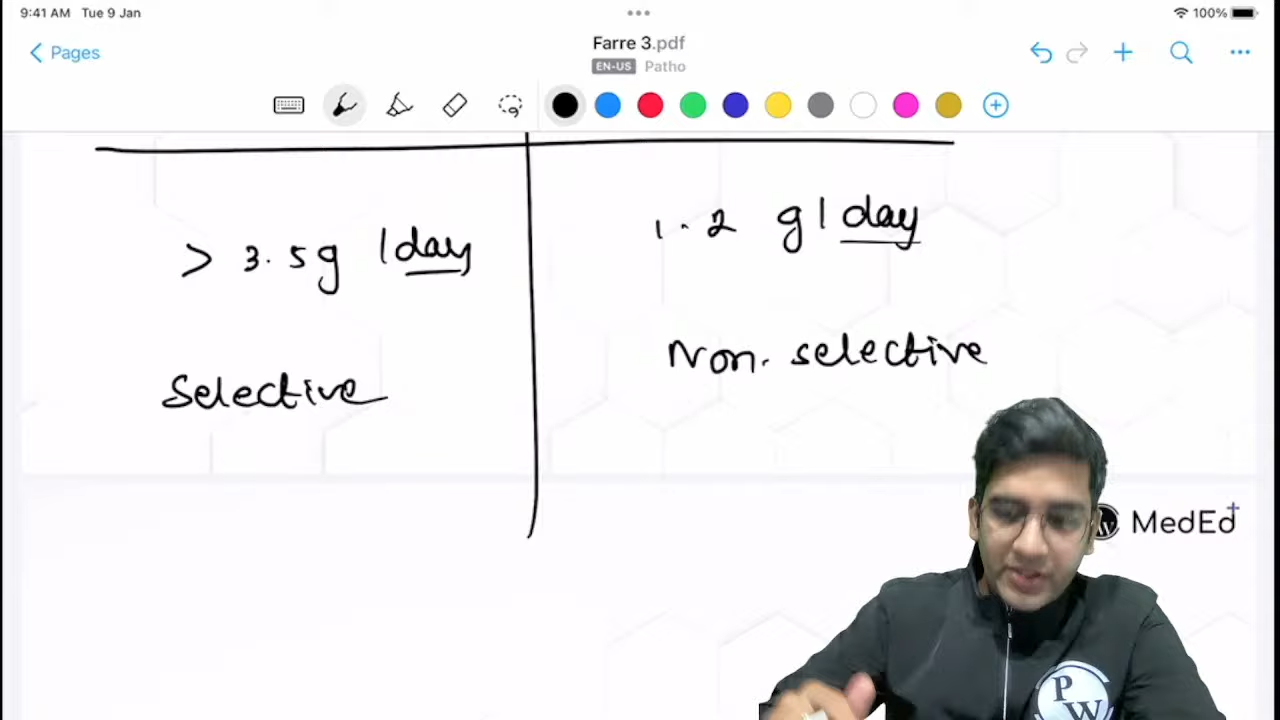 9:41 AM Tue 9 Jan
100%
Pages
Farre 3.pdf
EN-US Patho
> 3.5g /day
1.2 g/day
Selective
Non. selective
MedEd+
PW